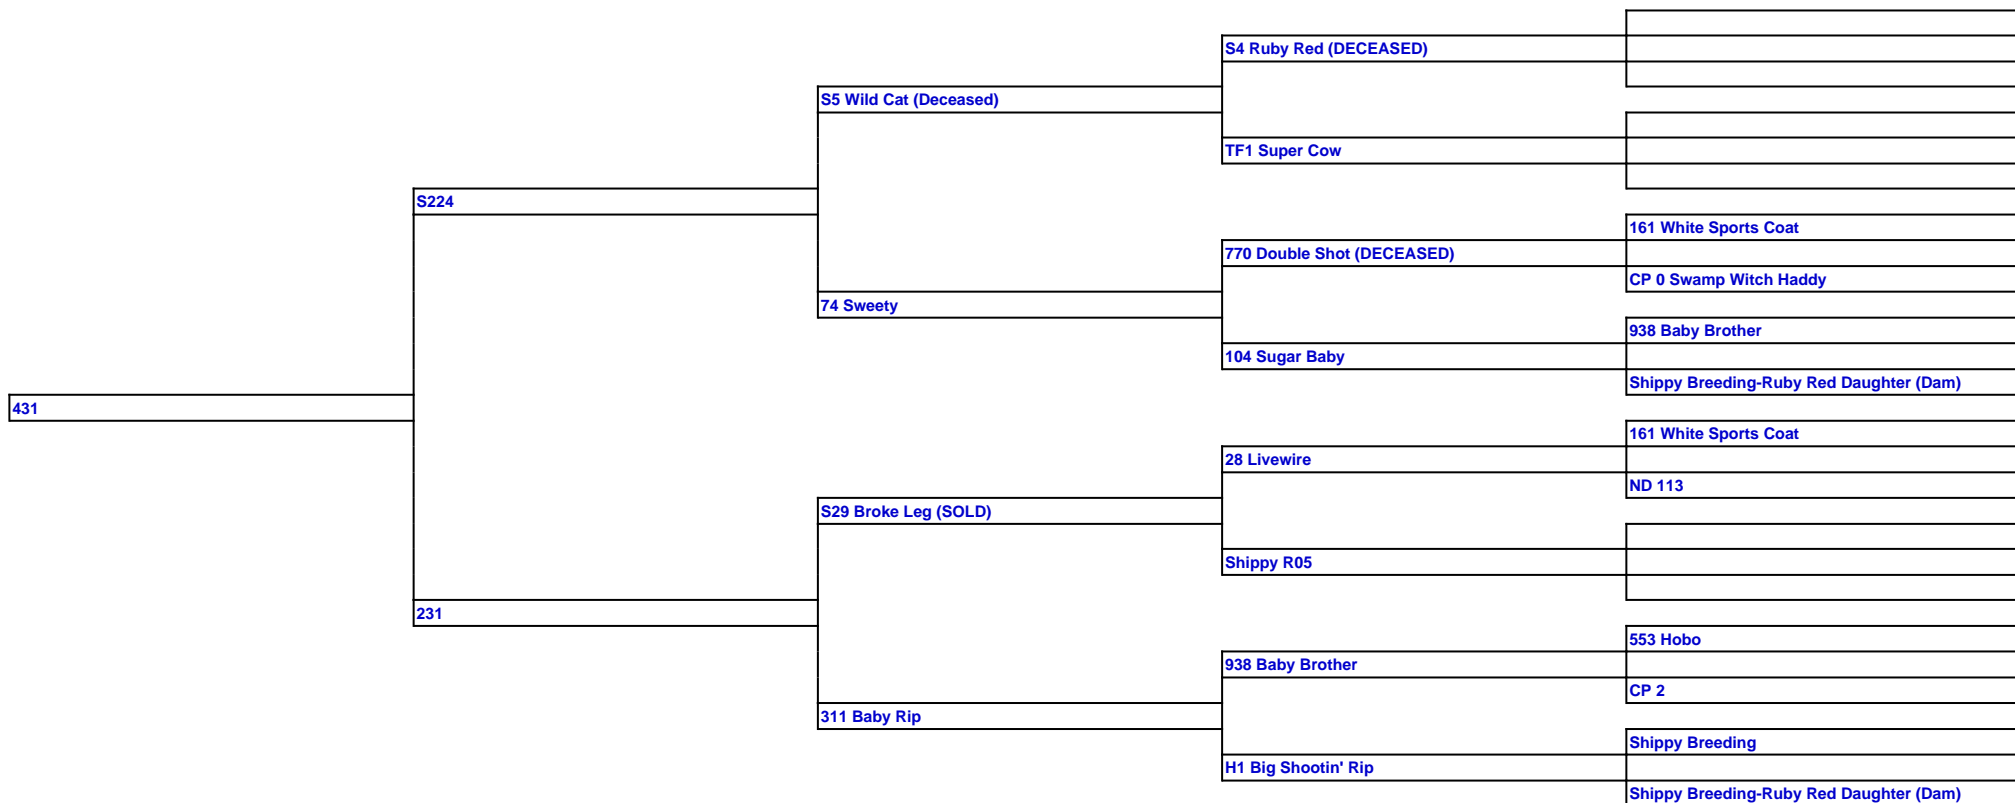 S4 Ruby Red (DECEASED)
S5 Wild Cat (Deceased)
TF1 Super Cow
S224
161 White Sports Coat
770 Double Shot (DECEASED)
CP 0 Swamp Witch Haddy
74 Sweety
938 Baby Brother
104 Sugar Baby
Shippy Breeding-Ruby Red Daughter (Dam)
431
161 White Sports Coat
28 Livewire
ND 113
S29 Broke Leg (SOLD)
Shippy R05
231
553 Hobo
938 Baby Brother
CP 2
311 Baby Rip
Shippy Breeding
H1 Big Shootin' Rip
Shippy Breeding-Ruby Red Daughter (Dam)